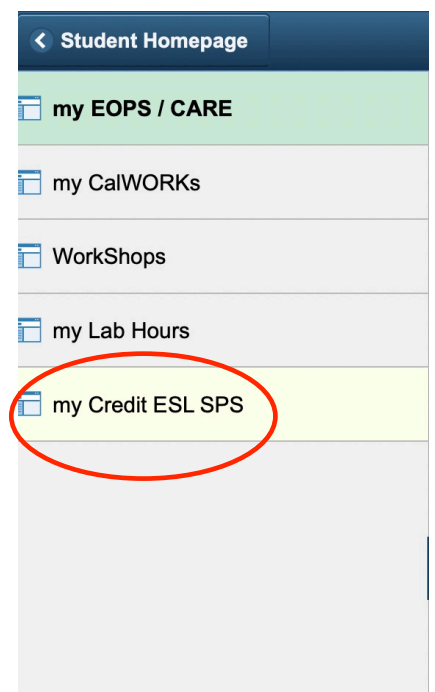 Student Homepage
my EOPS / CARE
my CalWORKs
WorkShops
my Lab Hours
my Credit ESL SPS